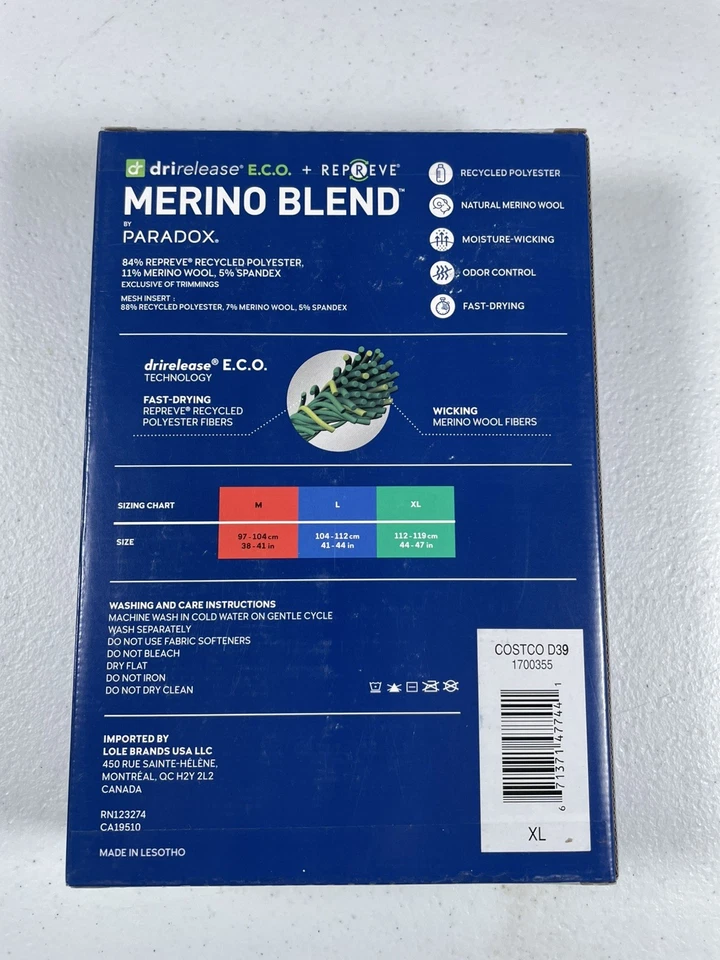 dr drirelease® E.C.O. + REPREVE®
MERINO BLEND™
BY
PARADOX®
84% REPREVE® RECYCLED POLYESTER,
11% MERINO WOOL, 5% SPANDEX
EXCLUSIVE OF TRIMMINGS
MESH INSERT :
88% RECYCLED POLYESTER, 7% MERINO WOOL, 5% SPANDEX
RECYCLED POLYESTER
NATURAL MERINO WOOL
MOISTURE-WICKING
ODOR CONTROL
FAST-DRYING
drirelease® E.C.O.
TECHNOLOGY
FAST-DRYING
REPREVE® RECYCLED
POLYESTER FIBERS
WICKING
MERINO WOOL FIBERS
SIZING CHART M L XL
SIZE 97-104 cm 104-112 cm 112-119 cm
38-41 in 41-44 in 44-47 in
WASHING AND CARE INSTRUCTIONS
MACHINE WASH IN COLD WATER ON GENTLE CYCLE
WASH SEPARATELY
DO NOT USE FABRIC SOFTENERS
DO NOT BLEACH
DRY FLAT
DO NOT IRON
DO NOT DRY CLEAN
IMPORTED BY
LOLE BRANDS USA LLC
450 RUE SAINTE-HÉLÈNE,
MONTRÉAL, QC H2Y 2L2
CANADA
RN123274
CA19510
MADE IN LESOTHO
COSTCO D39
1700355
6 71371 47744 1
XL